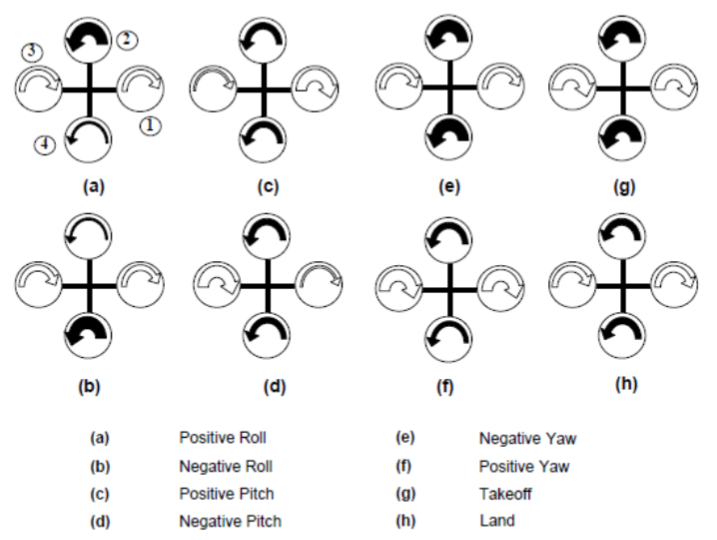 2
3
1
4
(a) (c) (e) (g)
(b) (d) (f) (h)
(a) Positive Roll (e) Negative Yaw
(b) Negative Roll (f) Positive Yaw
(c) Positive Pitch (g) Takeoff
(d) Negative Pitch (h) Land